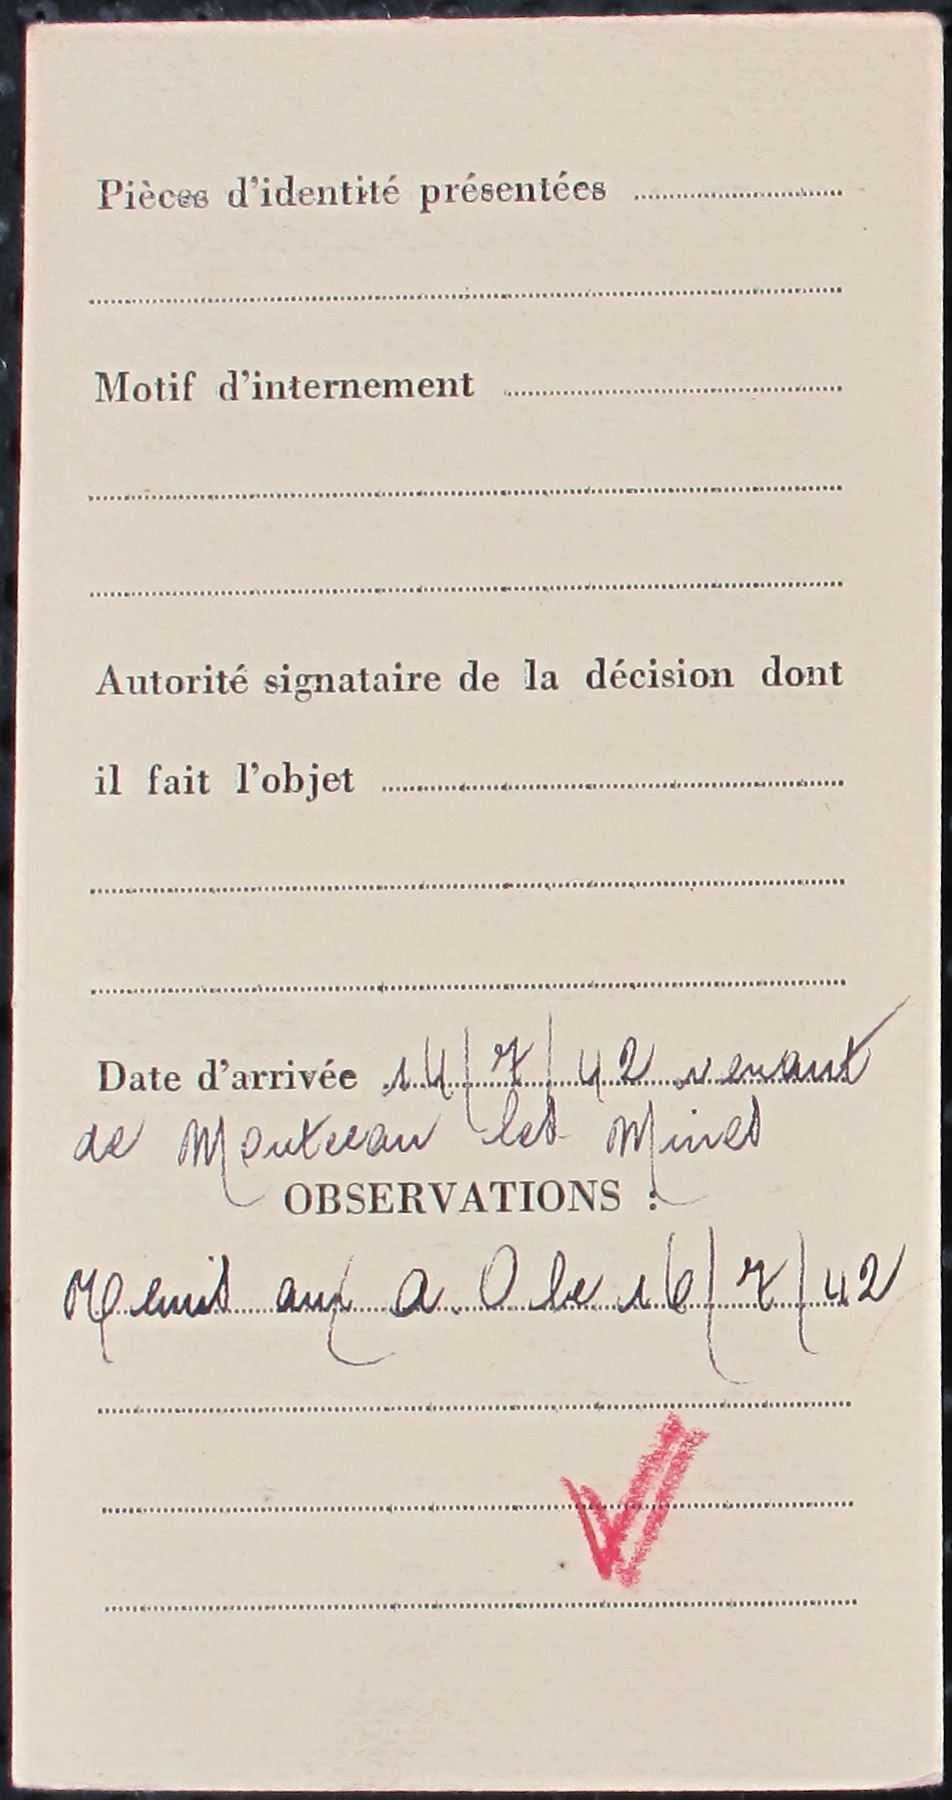 Pièces d'identité présentées
Motif d'internement
Autorité signataire de la décision dont
il fait l'objet
Date d'arrivée 14/7/42 venant
de Montceau les Mines
OBSERVATIONS :
Remis aux A. O le 16/7/42